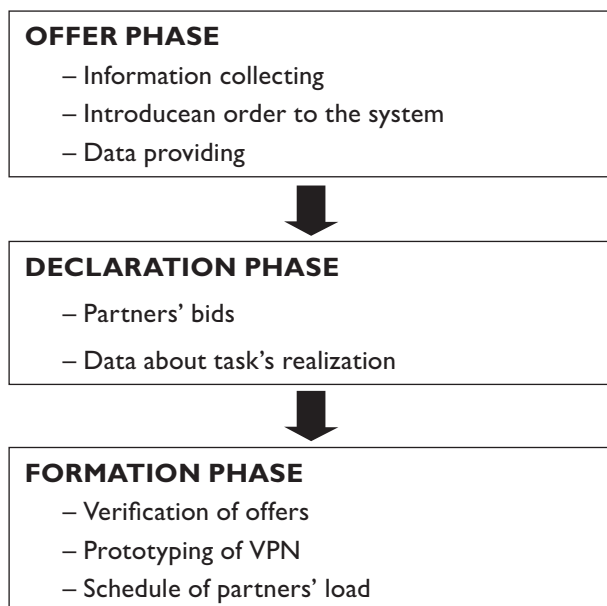 OFFER PHASE
– Information collecting
– Introducean order to the system
– Data providing
DECLARATION PHASE
– Partners’ bids
– Data about task’s realization
FORMATION PHASE
– Verification of offers
– Prototyping of VPN
– Schedule of partners’ load